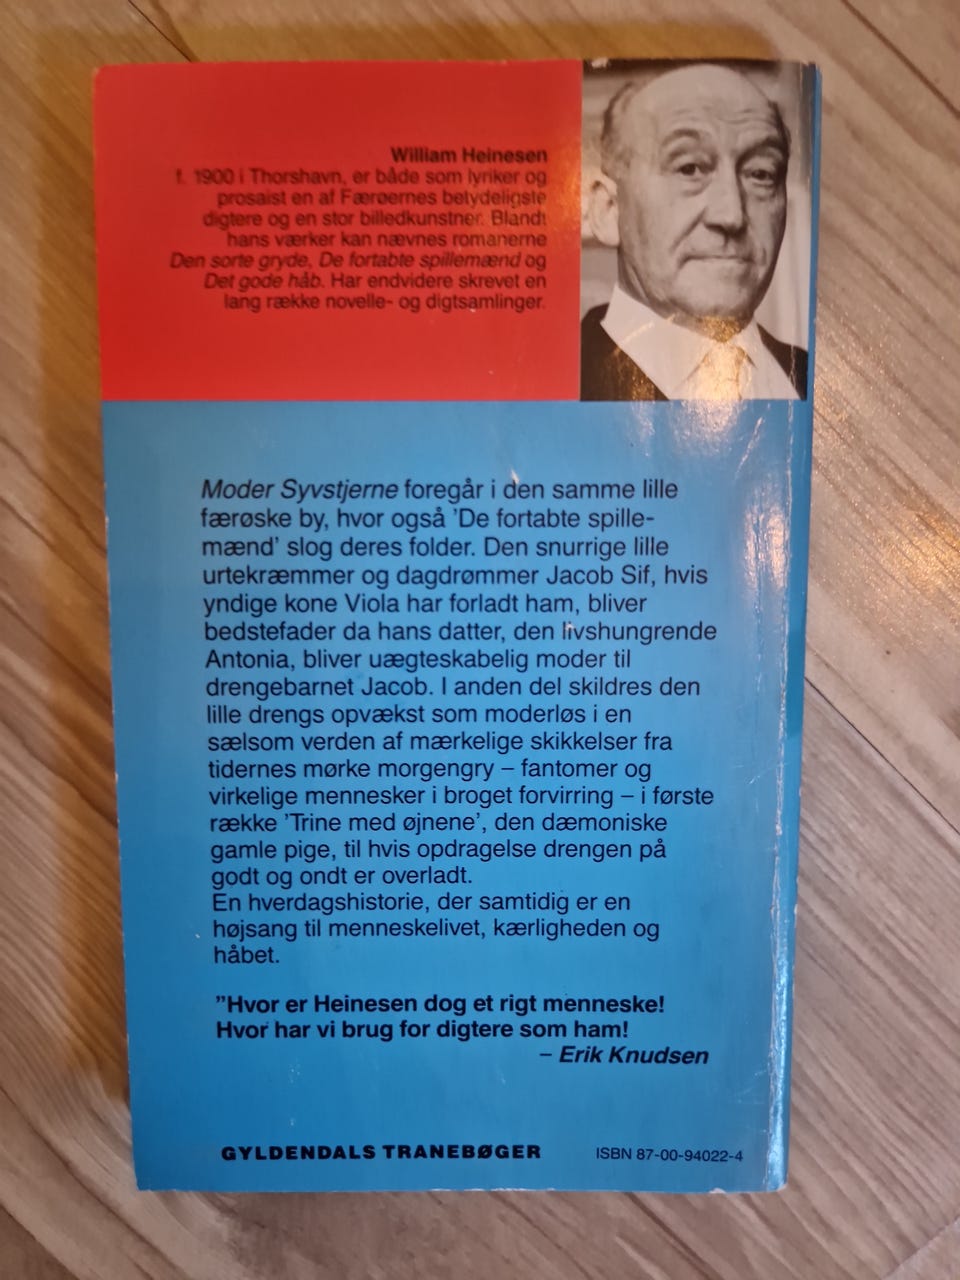 William Heinesen
f. 1900 i Thorshavn, er både som lyriker og
prosaist en af Færøernes betydeligste
digtere og en stor billedkunstner. Blandt
hans værker kan nævnes romanerne
Den sorte gryde, De fortabte spillemænd og
Det gode håb. Har endvidere skrevet en
lang række novelle- og digtsamlinger.
Moder Syvstjerne foregår i den samme lille
færøske by, hvor også 'De fortabte spille-
mænd' slog deres folder. Den snurrige lille
urtekræmmer og dagdrømmer Jacob Sif, hvis
yndige kone Viola har forladt ham, bliver
bedstefader da hans datter, den livshungrende
Antonia, bliver uægteskabelig moder til
drengebarnet Jacob. I anden del skildres den
lille drengs opvækst som moderløs i en
sælsom verden af mærkelige skikkelser fra
tidernes mørke morgengry – fantomer og
virkelige mennesker i broget forvirring – i første
række 'Trine med øjnene', den dæmoniske
gamle pige, til hvis opdragelse drengen på
godt og ondt er overladt.
En hverdagshistorie, der samtidig er en
højsang til menneskelivet, kærligheden og
håbet.
"Hvor er Heinesen dog et rigt menneske!
Hvor har vi brug for digtere som ham!
– Erik Knudsen
GYLDENDALS TRANEBØGER
ISBN 87-00-94022-4